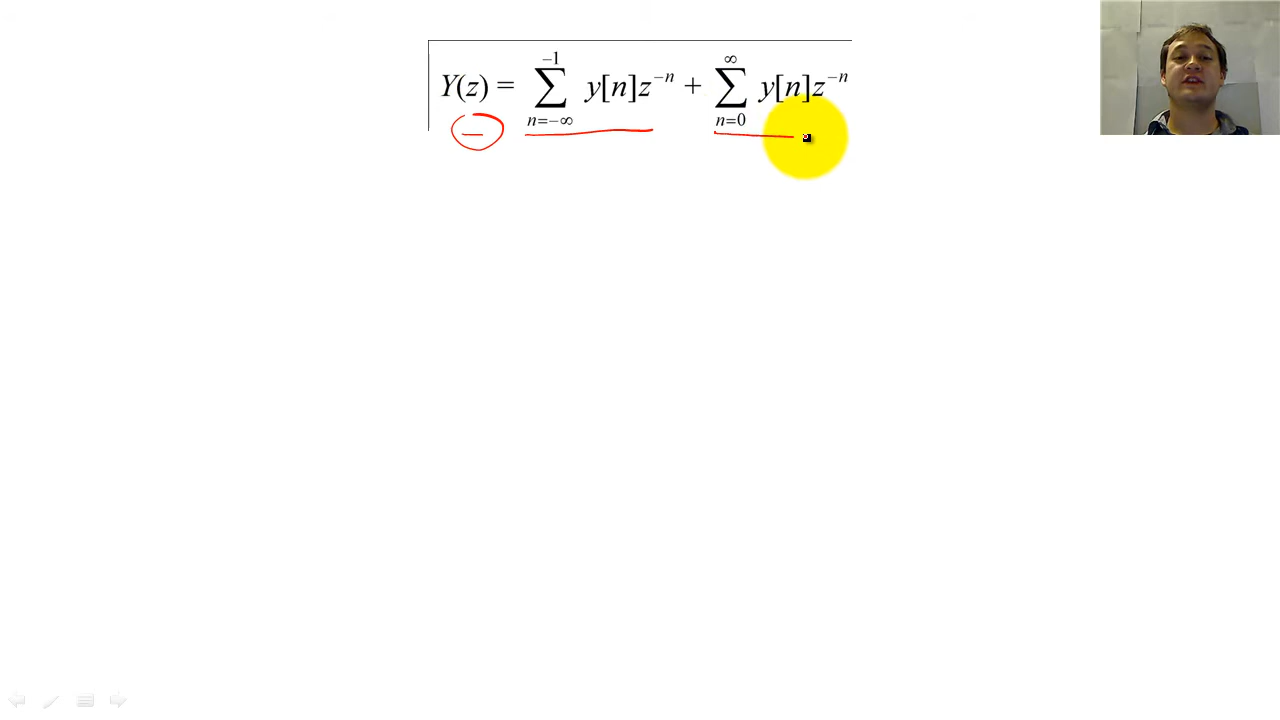 Y(z) = ∑_{n=−∞}^{−1} y[n]z^{−n} + ∑_{n=0}^{∞} y[n]z^{−n}